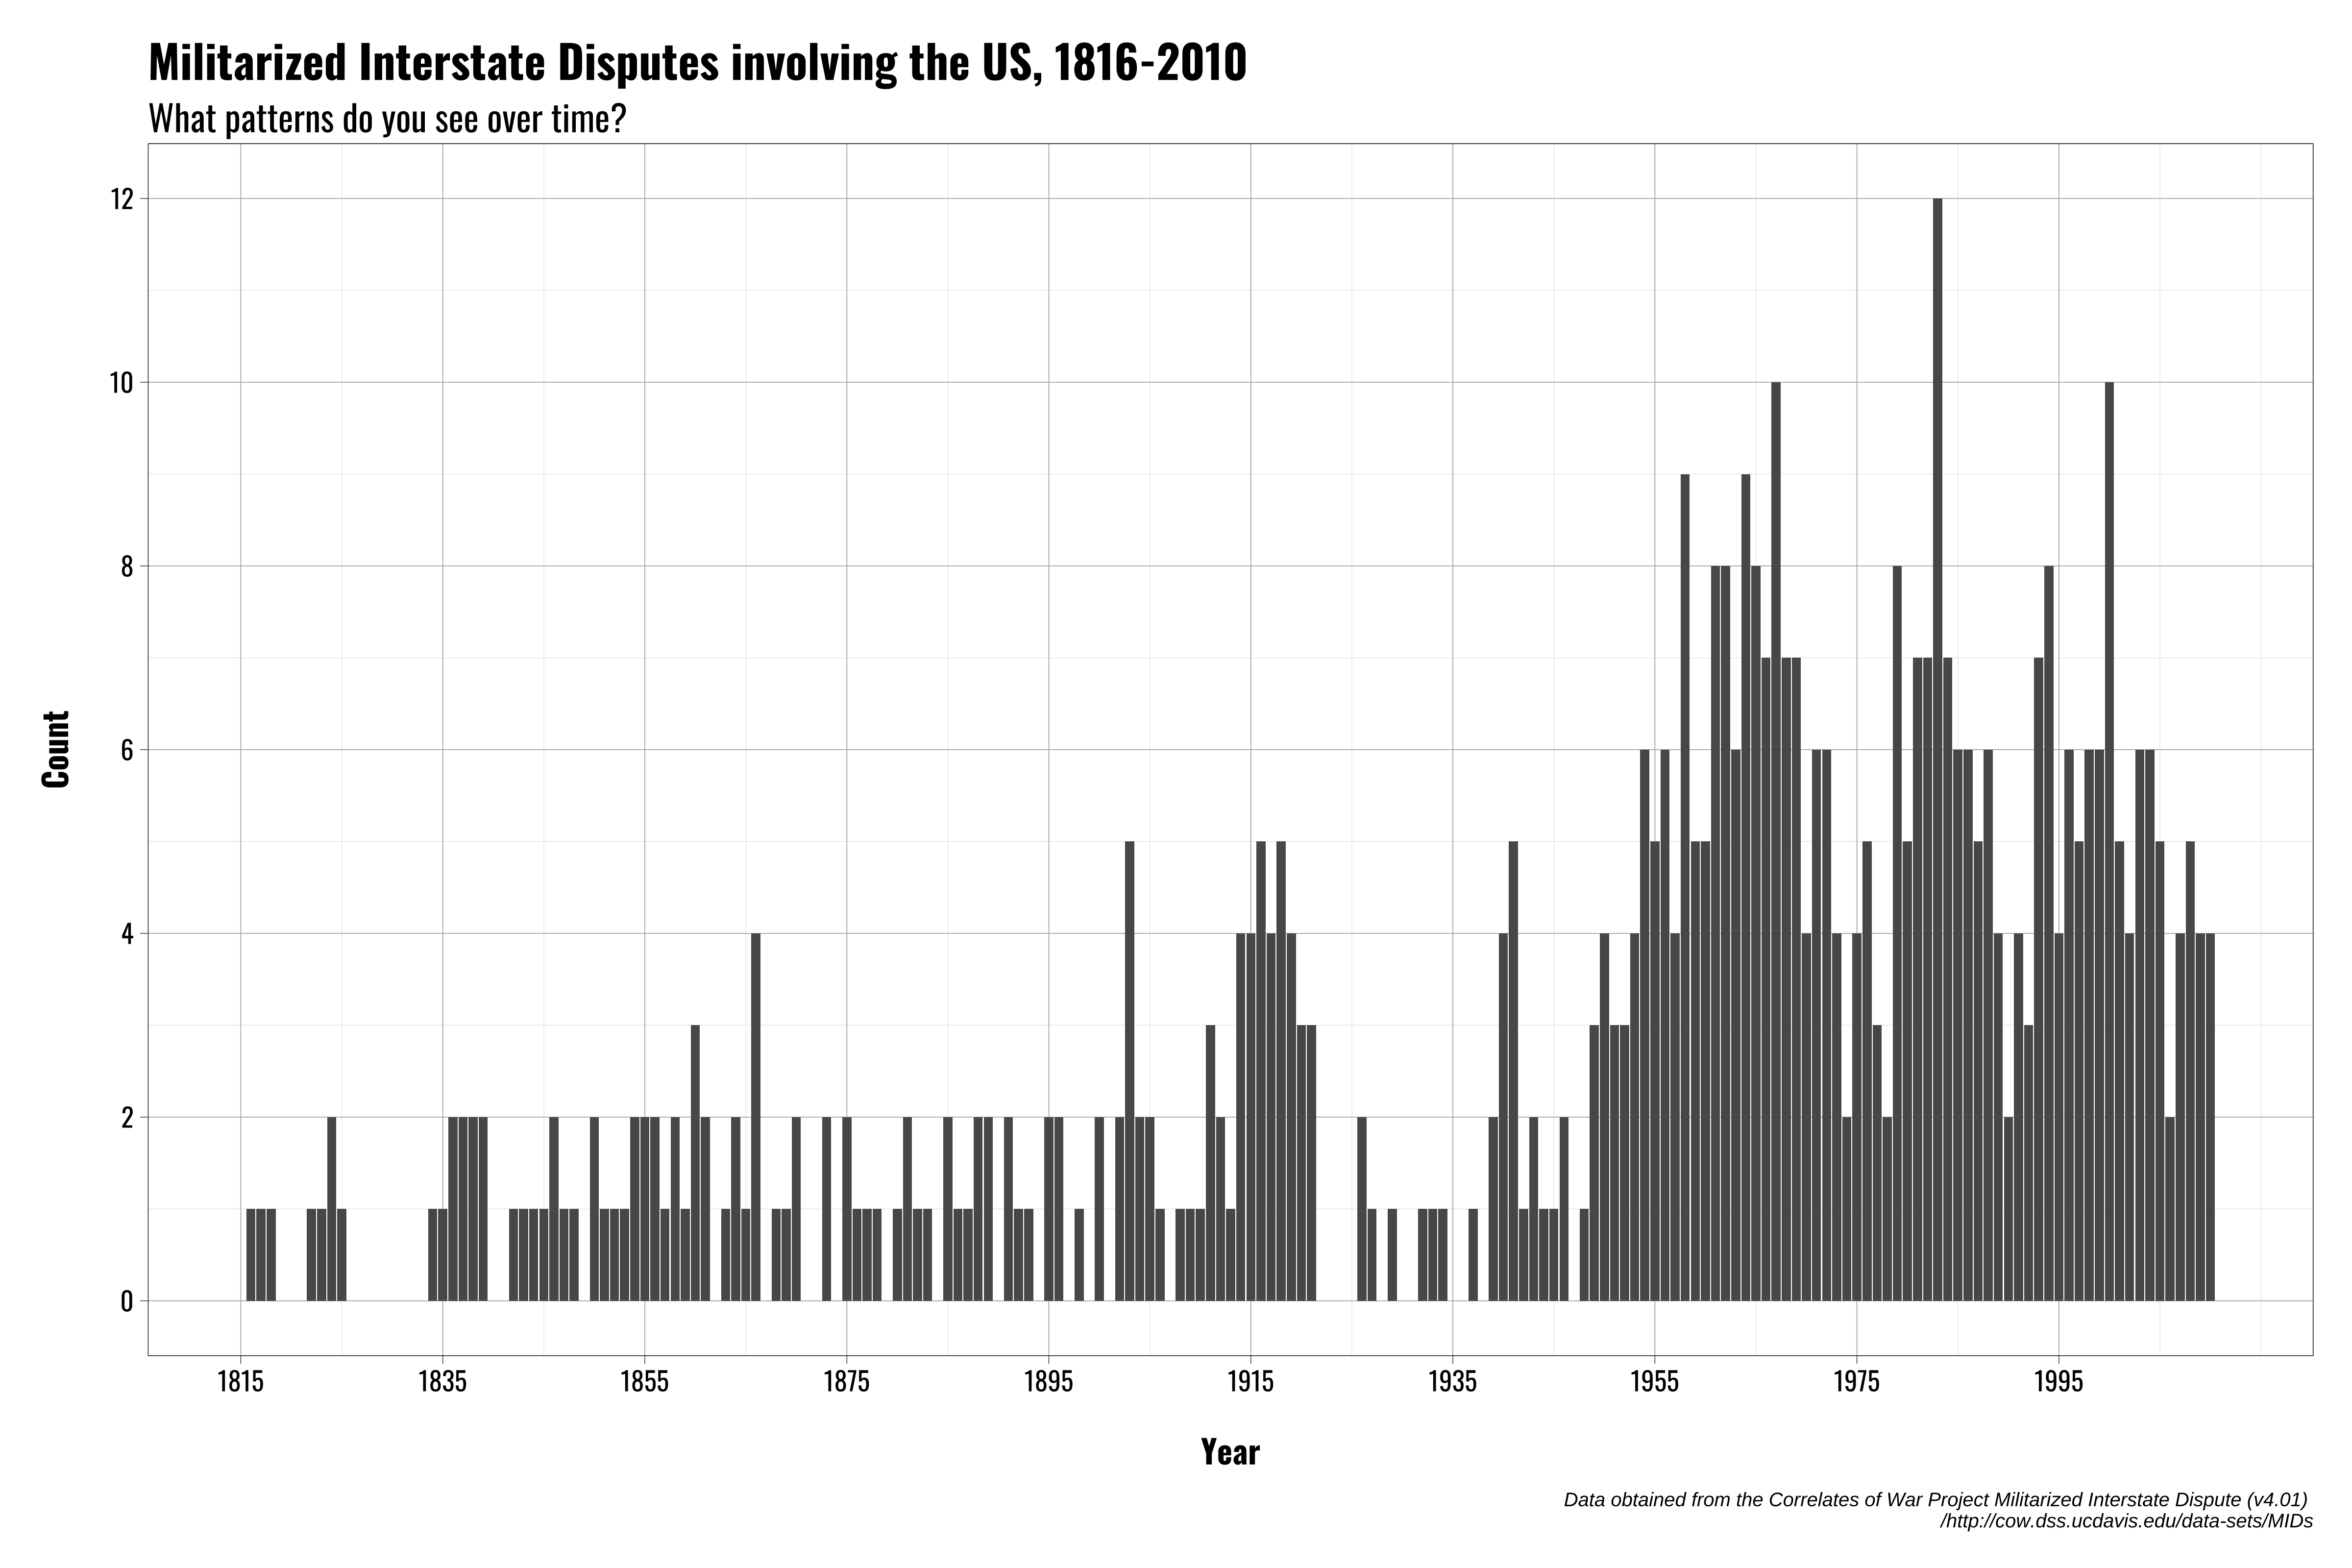 Militarized Interstate Disputes involving the US, 1816-2010
What patterns do you see over time?
12
10
8
6
4
2
0
Count
1815 1835 1855 1875 1895 1915 1935 1955 1975 1995
Year
Data obtained from the Correlates of War Project Militarized Interstate Dispute (v4.01)
/http://cow.dss.ucdavis.edu/data-sets/MIDs